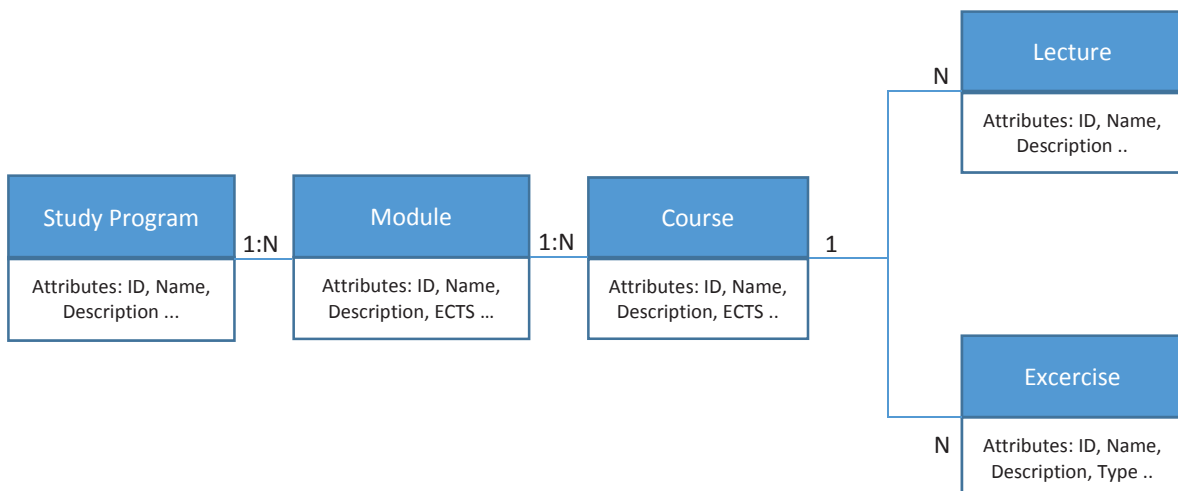 Lecture
N
Attributes: ID, Name,
Description ..
Study Program
1:N
Attributes: ID, Name,
Description ...
Module
1:N
Attributes: ID, Name,
Description, ECTS ...
Course
1
Attributes: ID, Name,
Description, ECTS ..
Excercise
N
Attributes: ID, Name,
Description, Type ..